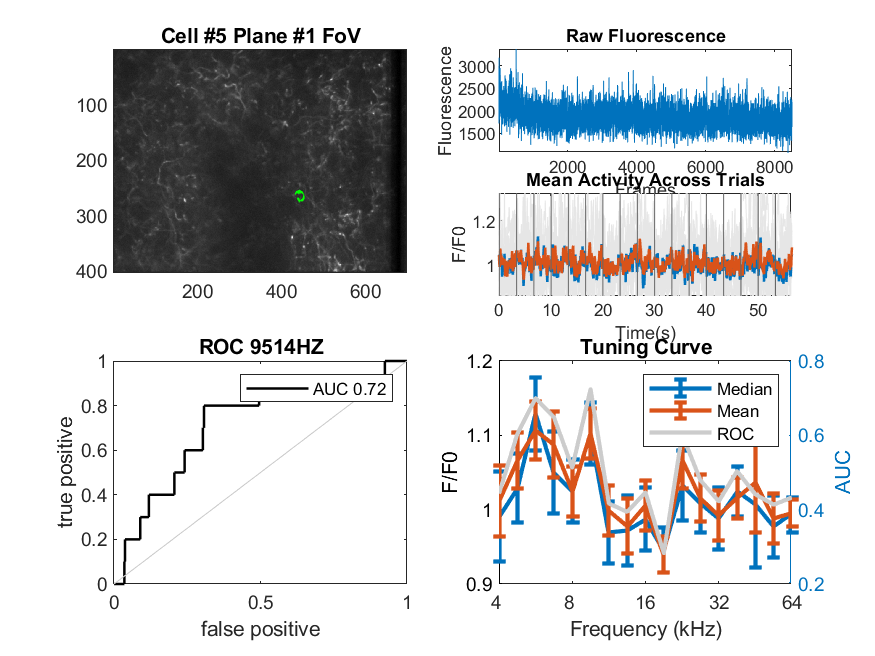 Cell #5 Plane #1 FoV
100
200
300
400
200
400
600
Raw Fluorescence
Fluorescence
3000
2500
2000
1500
2000
4000
6000
8000
Frames
Mean Activity Across Trials
F/F0
1.2
1
0
10
20
30
40
50
Time(s)
ROC 9514HZ
true positive
1
0.8
0.6
0.4
0.2
0
AUC 0.72
0
0.5
1
false positive
Tuning Curve
F/F0
1.2
1.1
1
0.9
Median
Mean
ROC
0.8
0.6
0.4
0.2
AUC
4
8
16
32
64
Frequency (kHz)